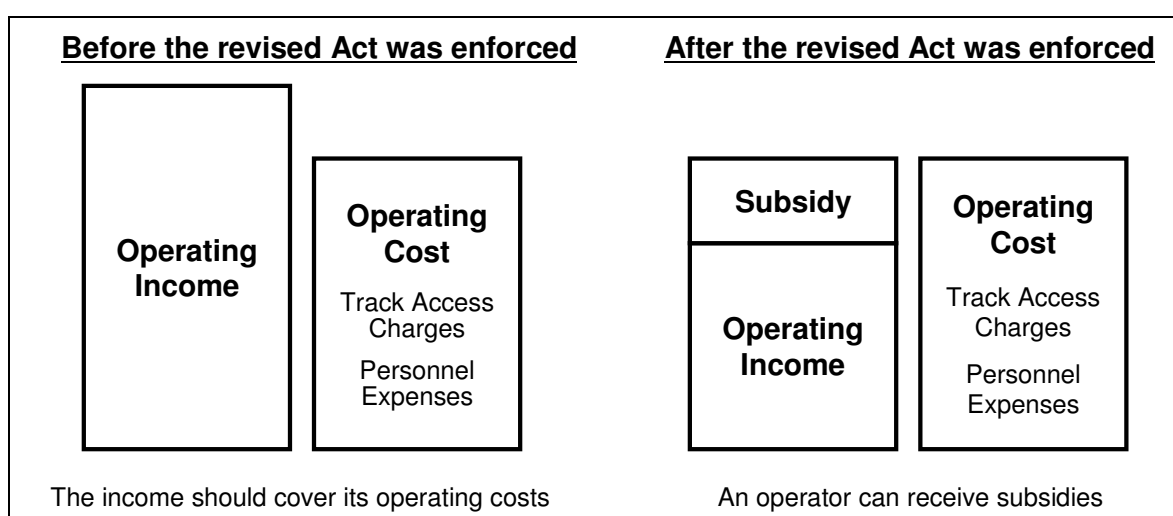 Before the revised Act was enforced
Operating
Income
Operating
Cost
Track Access
Charges
Personnel
Expenses
The income should cover its operating costs
After the revised Act was enforced
Subsidy
Operating
Income
Operating
Cost
Track Access
Charges
Personnel
Expenses
An operator can receive subsidies